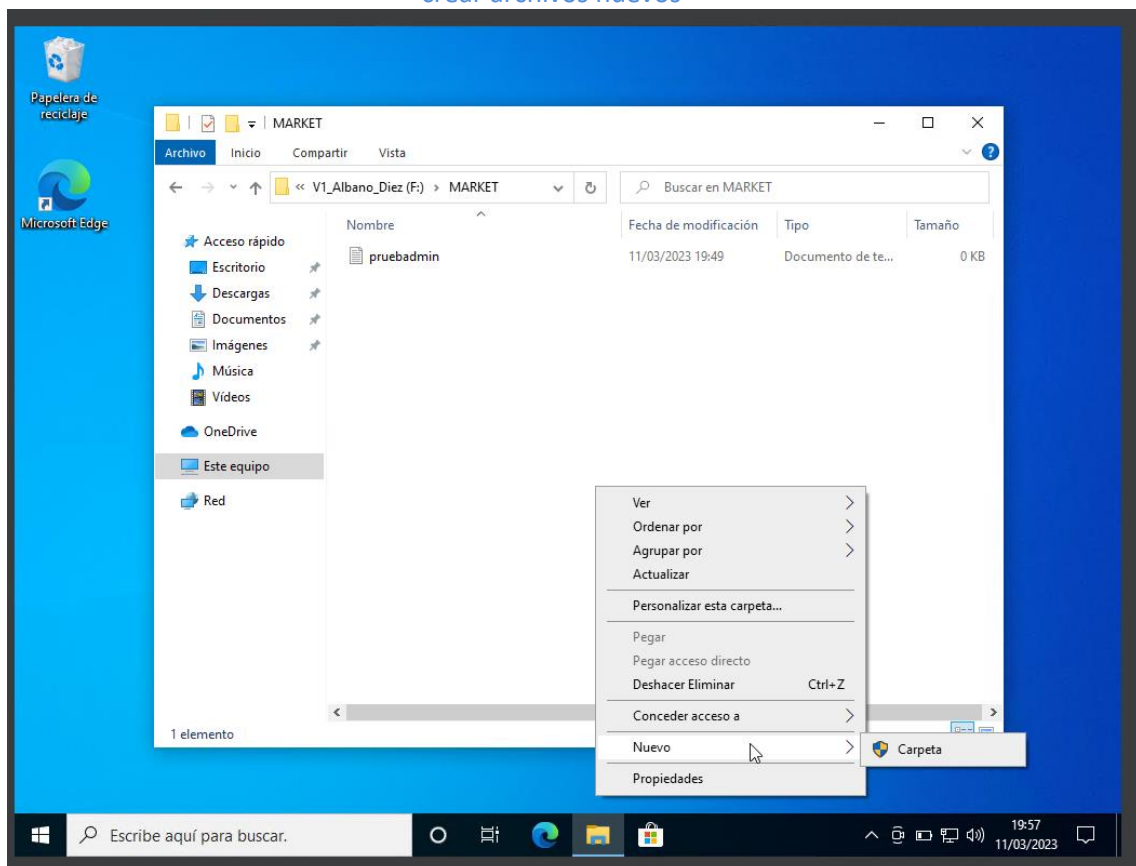 crear archivos nuevos
Papelera de
reciclaje
Microsoft Edge
MARKET
Archivo Inicio Compartir Vista
« V1_Albano_Diez (F:) > MARKET
Buscar en MARKET
Nombre Fecha de modificación Tipo Tamaño
pruebadmin 11/03/2023 19:49 Documento de te... 0 KB
Acceso rápido
Escritorio
Descargas
Documentos
Imágenes
Música
Vídeos
OneDrive
Este equipo
Red
1 elemento
Ver
Ordenar por
Agrupar por
Actualizar
Personalizar esta carpeta...
Pegar
Pegar acceso directo
Deshacer Eliminar Ctrl+Z
Conceder acceso a
Nuevo
Propiedades
Carpeta
Escribe aquí para buscar.
19:57
11/03/2023